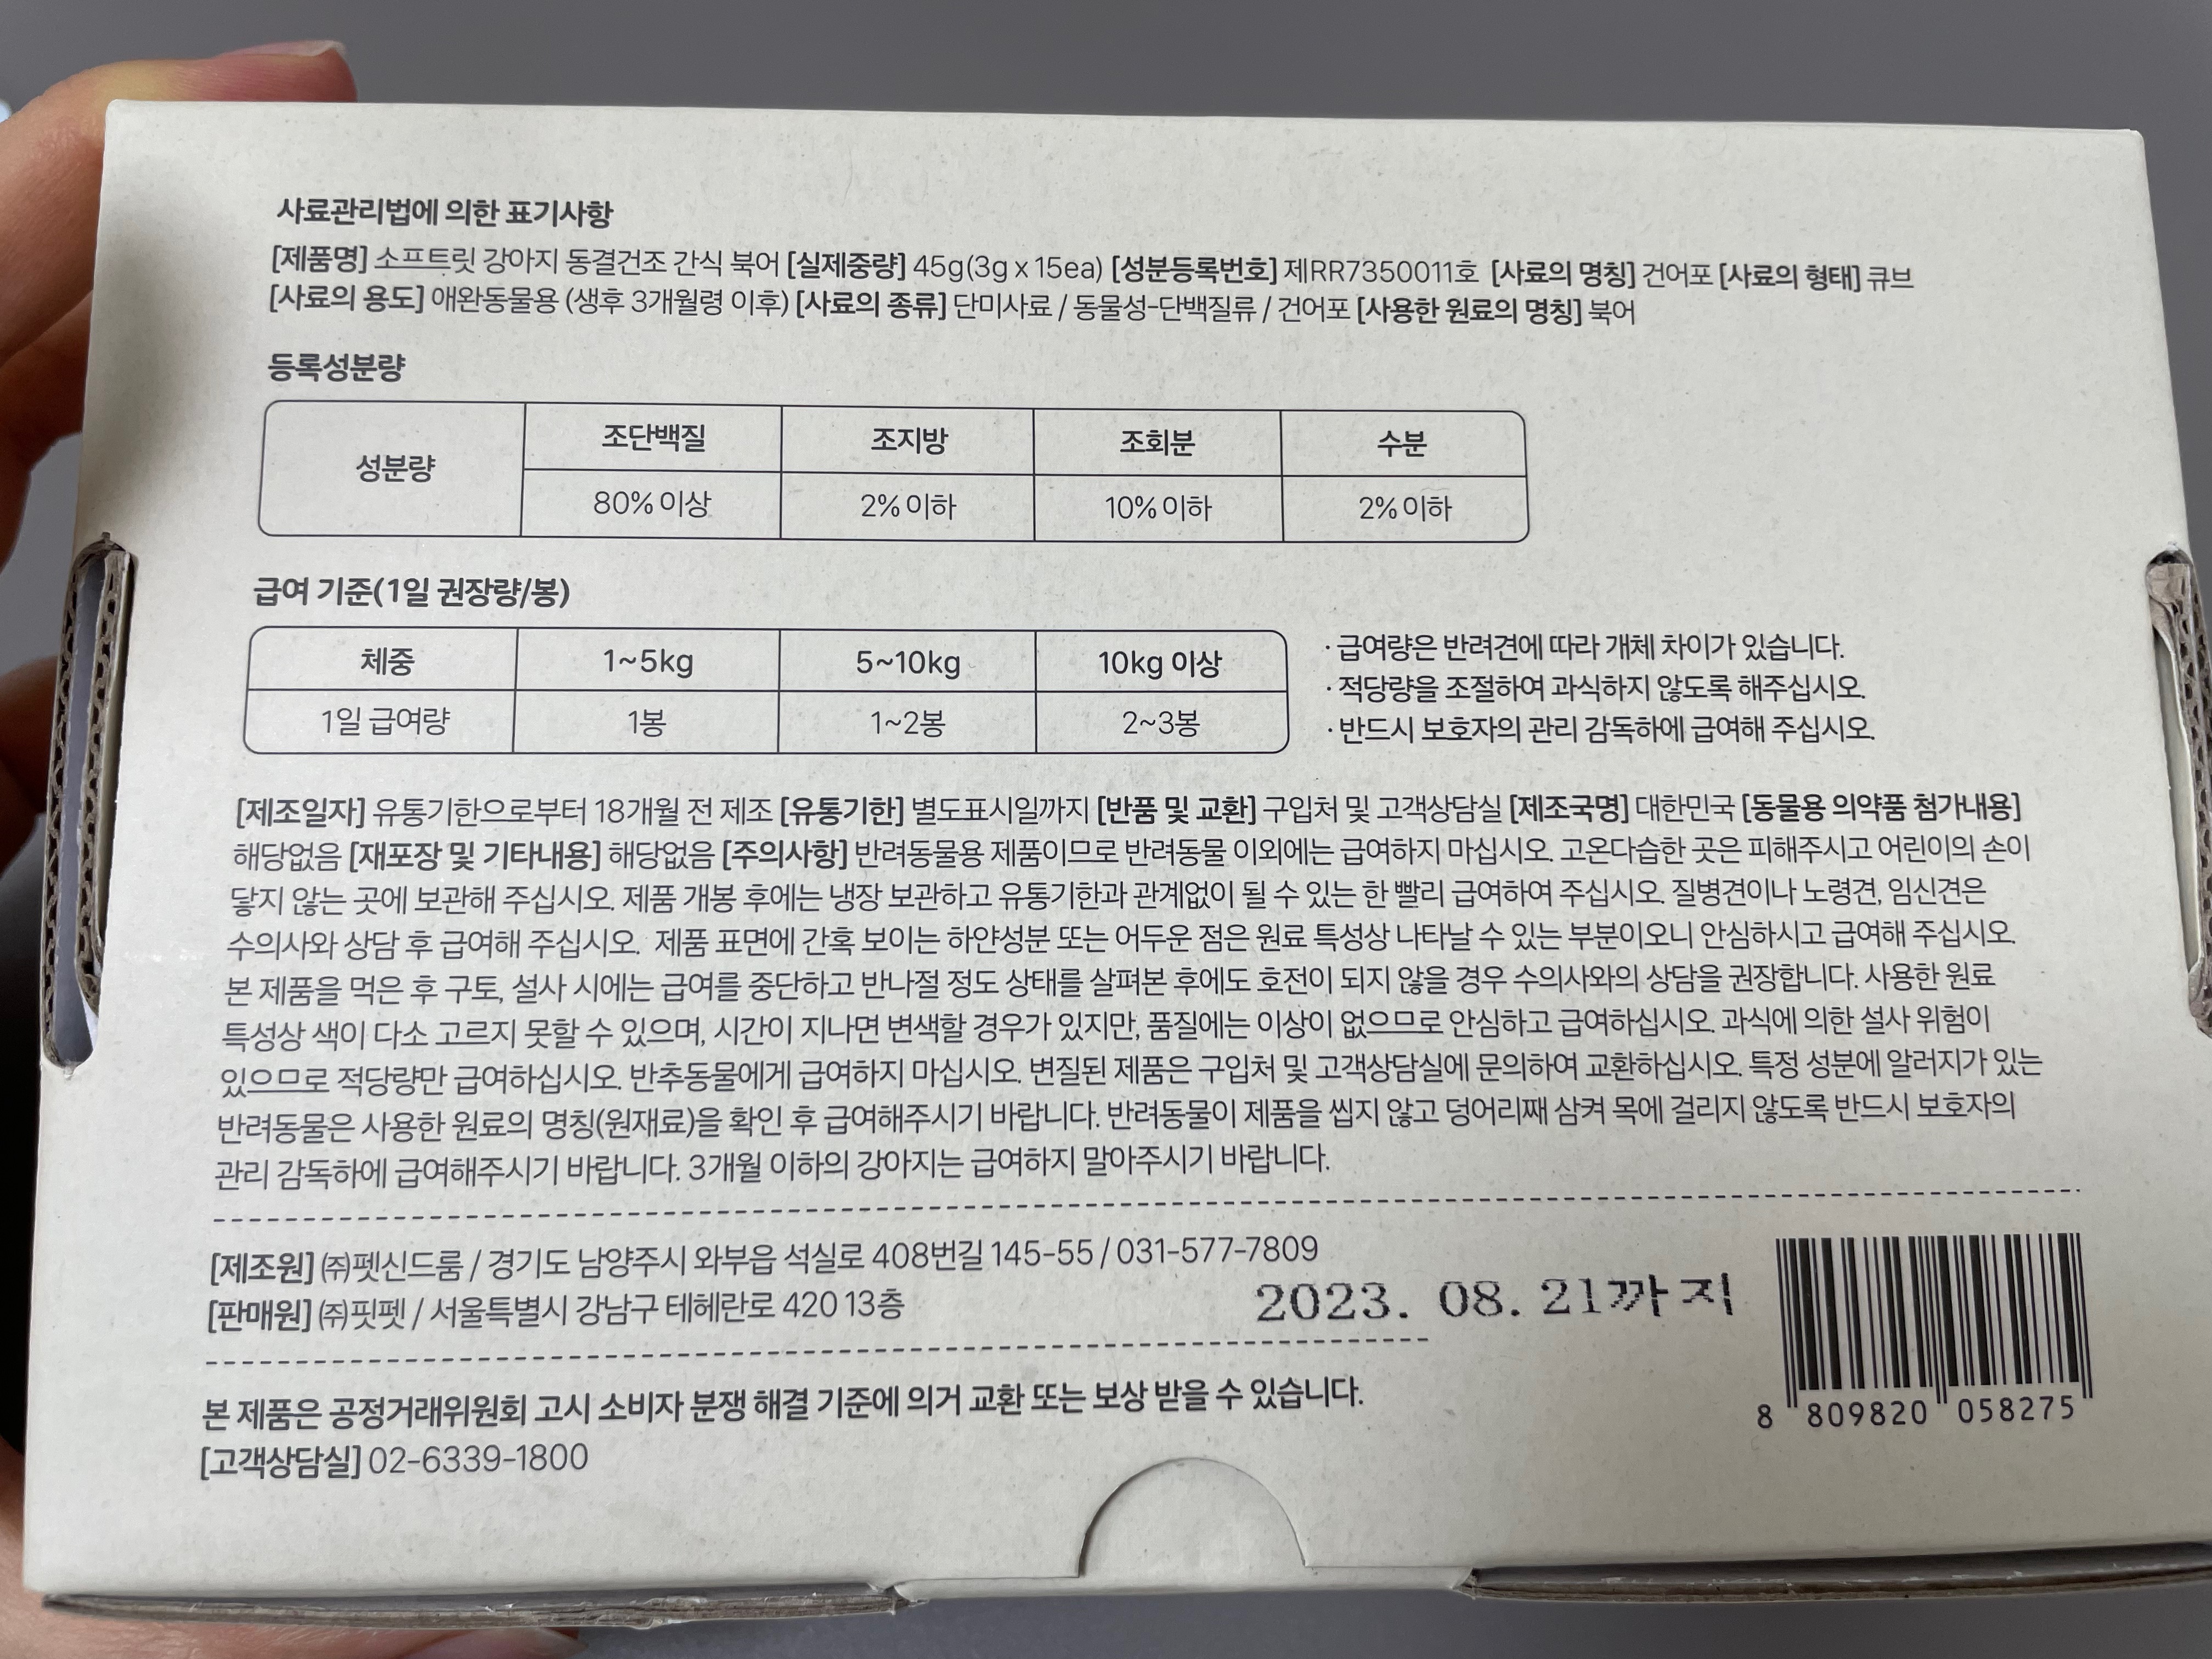 사료관리법에 의한 표기사항
[제품명] 소프트릿 강아지 동결건조 간식 북어 [실제중량] 45g(3g x 15ea) [성분등록번호] 제RR7350011호 [사료의 명칭] 건어포 [사료의 형태] 큐브
[사료의 용도] 애완동물용 (생후 3개월령 이후) [사료의 종류] 단미사료 / 동물성-단백질류 / 건어포 [사용한 원료의 명칭] 북어
등록성분량
성분량 조단백질 조지방 조회분 수분
80% 이상 2% 이하 10% 이하 2% 이하
급여 기준(1일 권장량/봉)
체중 1~5kg 5~10kg 10kg 이상
1일 급여량 1봉 1~2봉 2~3봉
· 급여량은 반려견에 따라 개체 차이가 있습니다.
· 적당량을 조절하여 과식하지 않도록 해주십시오.
· 반드시 보호자의 관리 감독하에 급여해 주십시오.
[제조일자] 유통기한으로부터 18개월 전 제조 [유통기한] 별도표시일까지 [반품 및 교환] 구입처 및 고객상담실 [제조국명] 대한민국 [동물용 의약품 첨가내용]
해당없음 [재포장 및 기타내용] 해당없음 [주의사항] 반려동물용 제품이므로 반려동물 이외에는 급여하지 마십시오. 고온다습한 곳은 피해주시고 어린이의 손이
닿지 않는 곳에 보관해 주십시오. 제품 개봉 후에는 냉장 보관하고 유통기한과 관계없이 될 수 있는 한 빨리 급여하여 주십시오. 질병견이나 노령견, 임신견은
수의사와 상담 후 급여해 주십시오. 제품 표면에 간혹 보이는 하얀성분 또는 어두운 점은 원료 특성상 나타날 수 있는 부분이오니 안심하시고 급여해 주십시오.
본 제품을 먹은 후 구토, 설사 시에는 급여를 중단하고 반나절 정도 상태를 살펴본 후에도 호전이 되지 않을 경우 수의사와의 상담을 권장합니다. 사용한 원료
특성상 색이 다소 고르지 못할 수 있으며, 시간이 지나면 변색할 경우가 있지만, 품질에는 이상이 없으므로 안심하고 급여하십시오. 과식에 의한 설사 위험이
있으므로 적당량만 급여하십시오. 반추동물에게 급여하지 마십시오. 변질된 제품은 구입처 및 고객상담실에 문의하여 교환하십시오. 특정 성분에 알러지가 있는
반려동물은 사용한 원료의 명칭(원재료)을 확인 후 급여해주시기 바랍니다. 반려동물이 제품을 씹지 않고 덩어리째 삼켜 목에 걸리지 않도록 반드시 보호자의
관리 감독하에 급여해주시기 바랍니다. 3개월 이하의 강아지는 급여하지 말아주시기 바랍니다.
[제조원] ㈜펫신드룸 / 경기도 남양주시 와부읍 석실로 408번길 145-55 / 031-577-7809
[판매원] ㈜핏펫 / 서울특별시 강남구 테헤란로 420 13층
2023. 08. 21까지
본 제품은 공정거래위원회 고시 소비자 분쟁 해결 기준에 의거 교환 또는 보상 받을 수 있습니다.
[고객상담실] 02-6339-1800
8 809820 058275